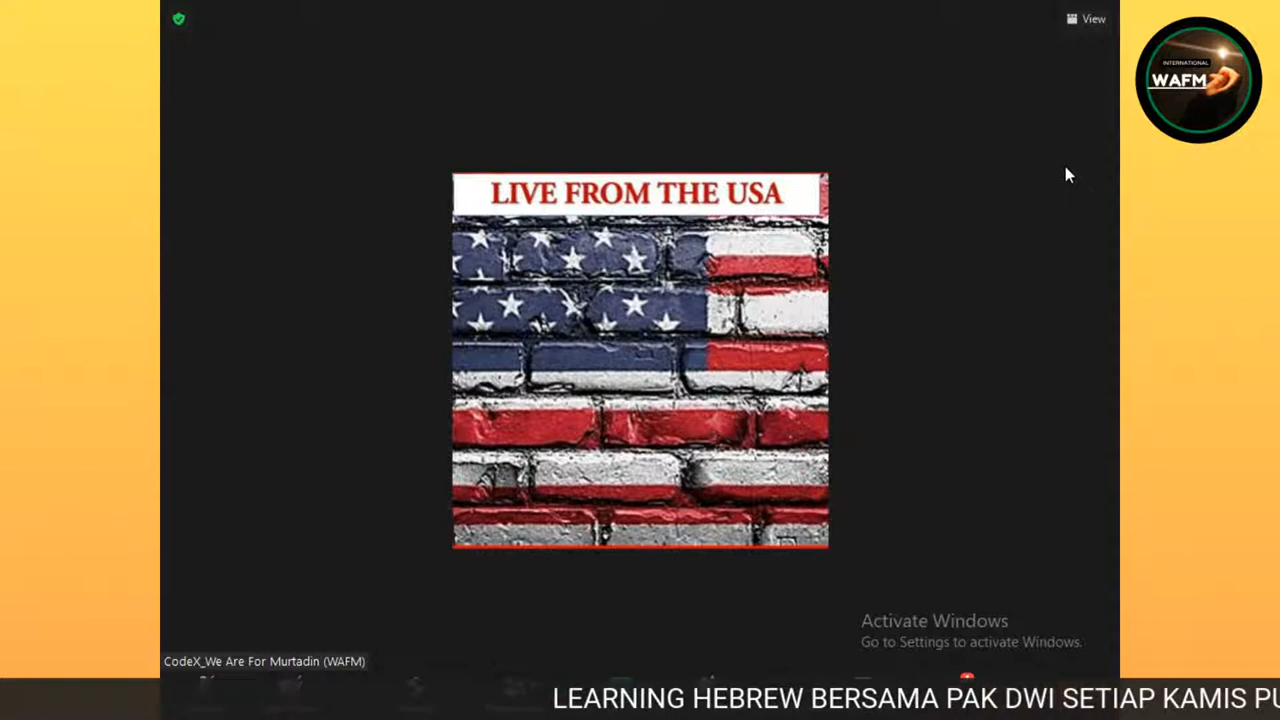 View
INTERNATIONAL
WAFM
LIVE FROM THE USA
Activate Windows
Go to Settings to activate Windows.
CodeX_We Are For Murtadin (WAFM)
LEARNING HEBREW BERSAMA PAK DWI SETIAP KAMIS PU